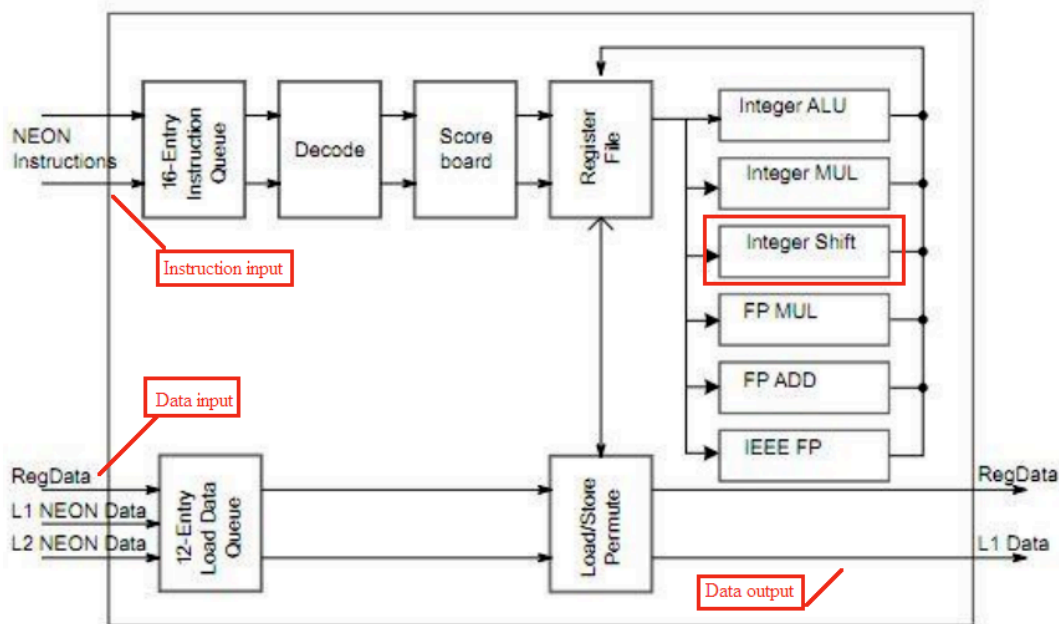 NEON
Instructions
16-Entry
Instruction
Queue
Decode
Score
board
Register
File
Integer ALU
Integer MUL
Integer Shift
FP MUL
FP ADD
IEEE FP
Instruction input
Data input
RegData
L1 NEON Data
L2 NEON Data
12-Entry
Load Data
Queue
Load/Store
Permute
RegData
L1 Data
Data output